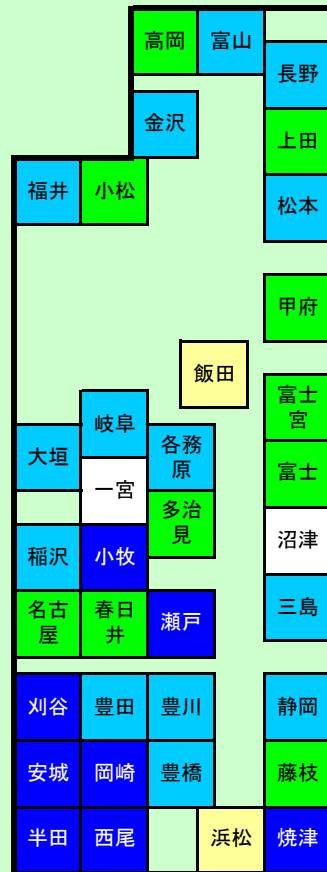 高岡
富山
長野
金沢
上田
福井
小松
松本
甲府
飯田
富士
宮
岐阜
大垣
各務
原
富士
一宮
多治
見
沼津
稲沢
小牧
三島
名古
屋
春日
井
瀬戸
刈谷
豊田
豊川
静岡
安城
岡崎
豊橋
藤枝
半田
西尾
浜松
焼津